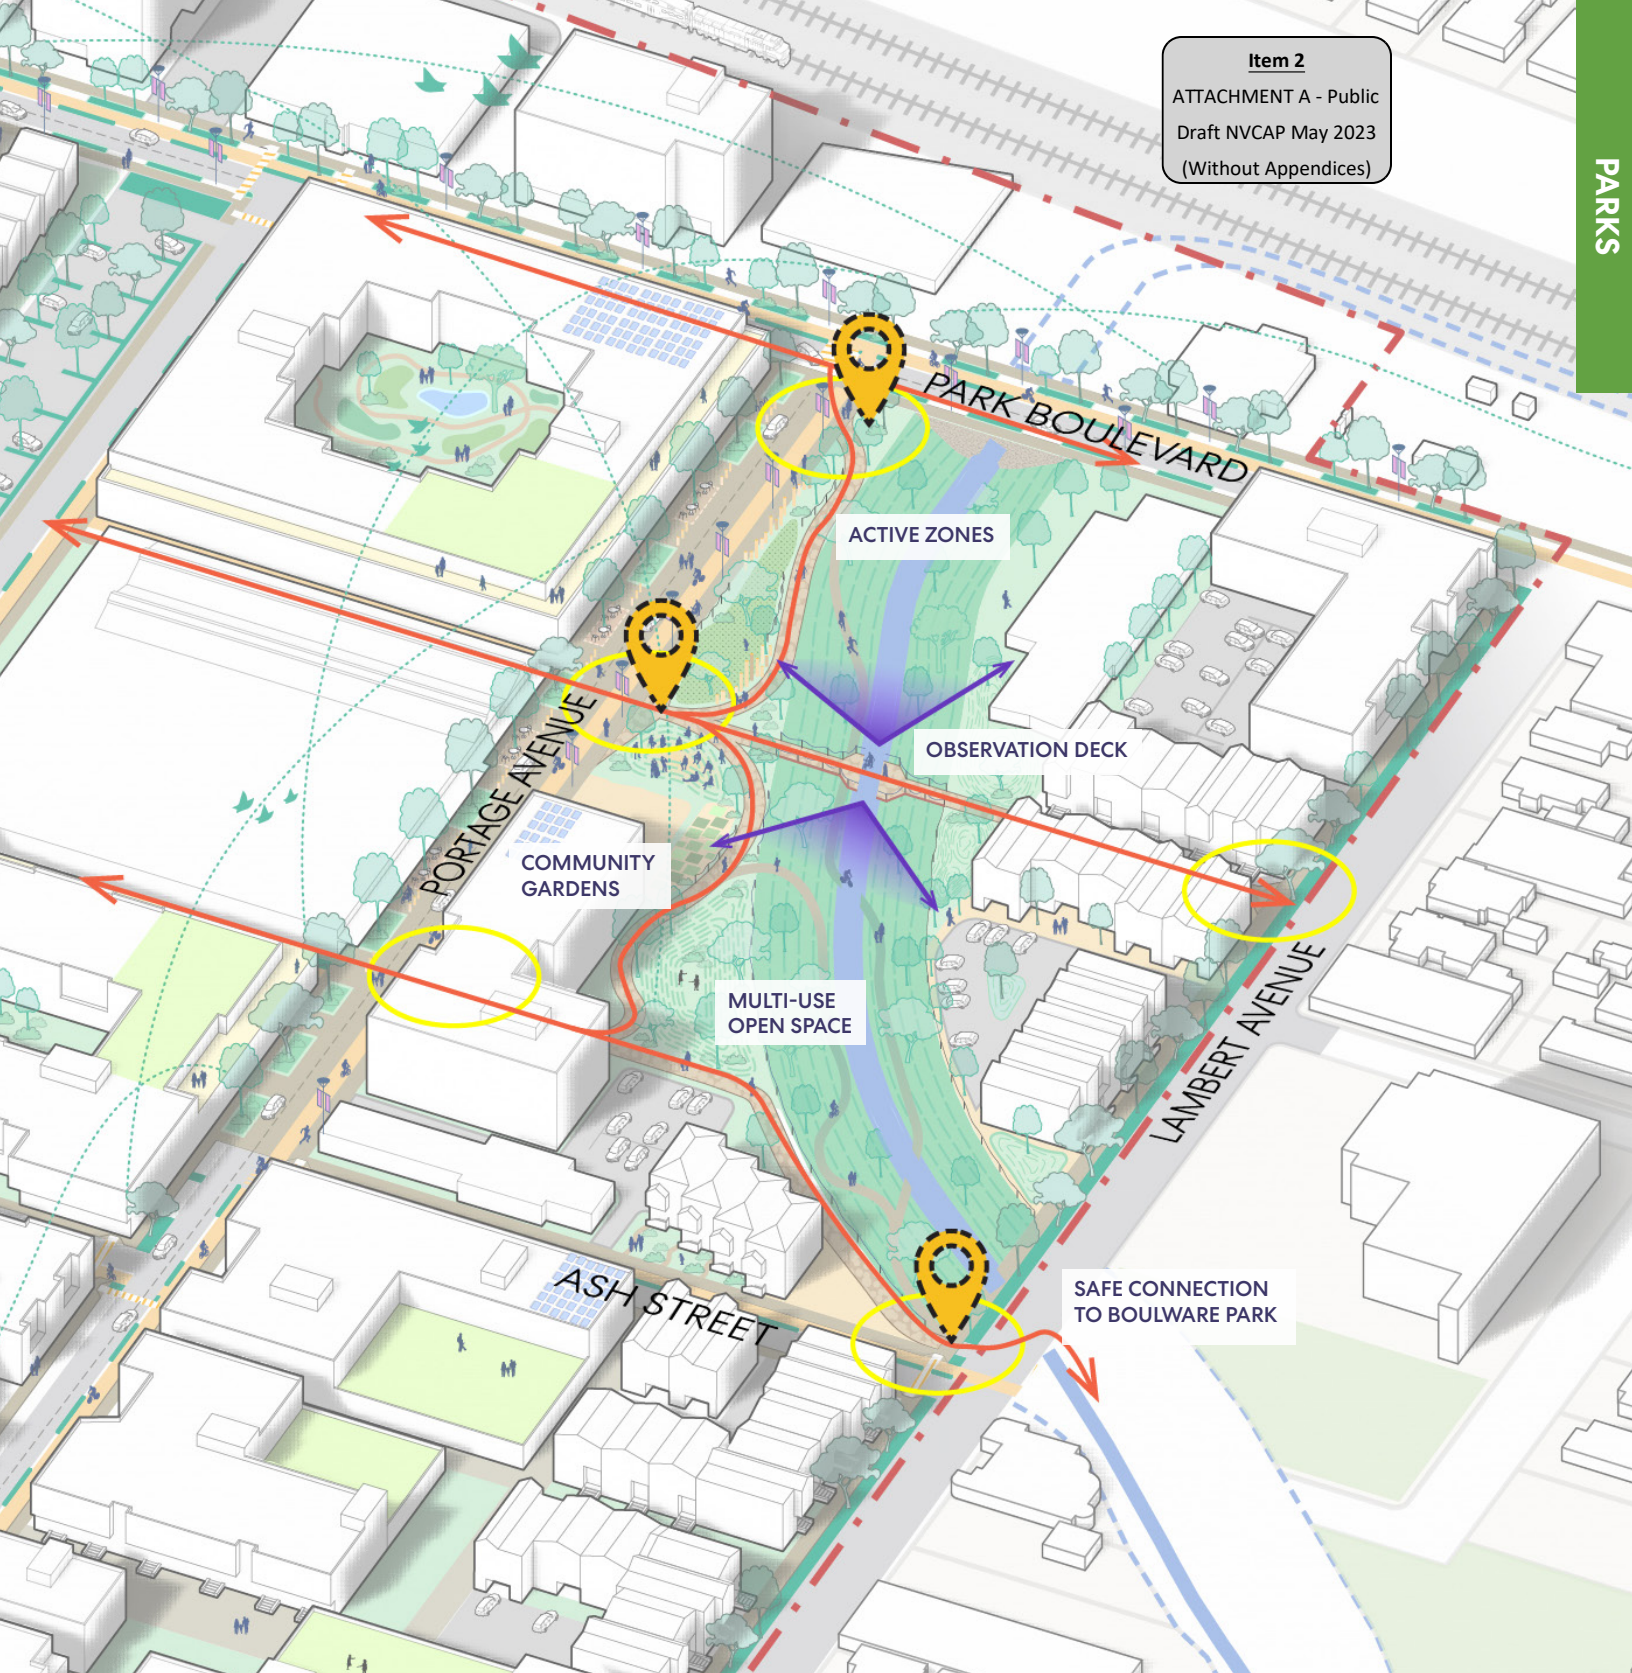 Item 2
ATTACHMENT A - Public
Draft NVCAP May 2023
(Without Appendices)
PARKS
PARK BOULEVARD
ACTIVE ZONES
OBSERVATION DECK
PORTAGE AVENUE
COMMUNITY
GARDENS
MULTI-USE
OPEN SPACE
LAMBERT AVENUE
ASH STREET
SAFE CONNECTION
TO BOULWARE PARK